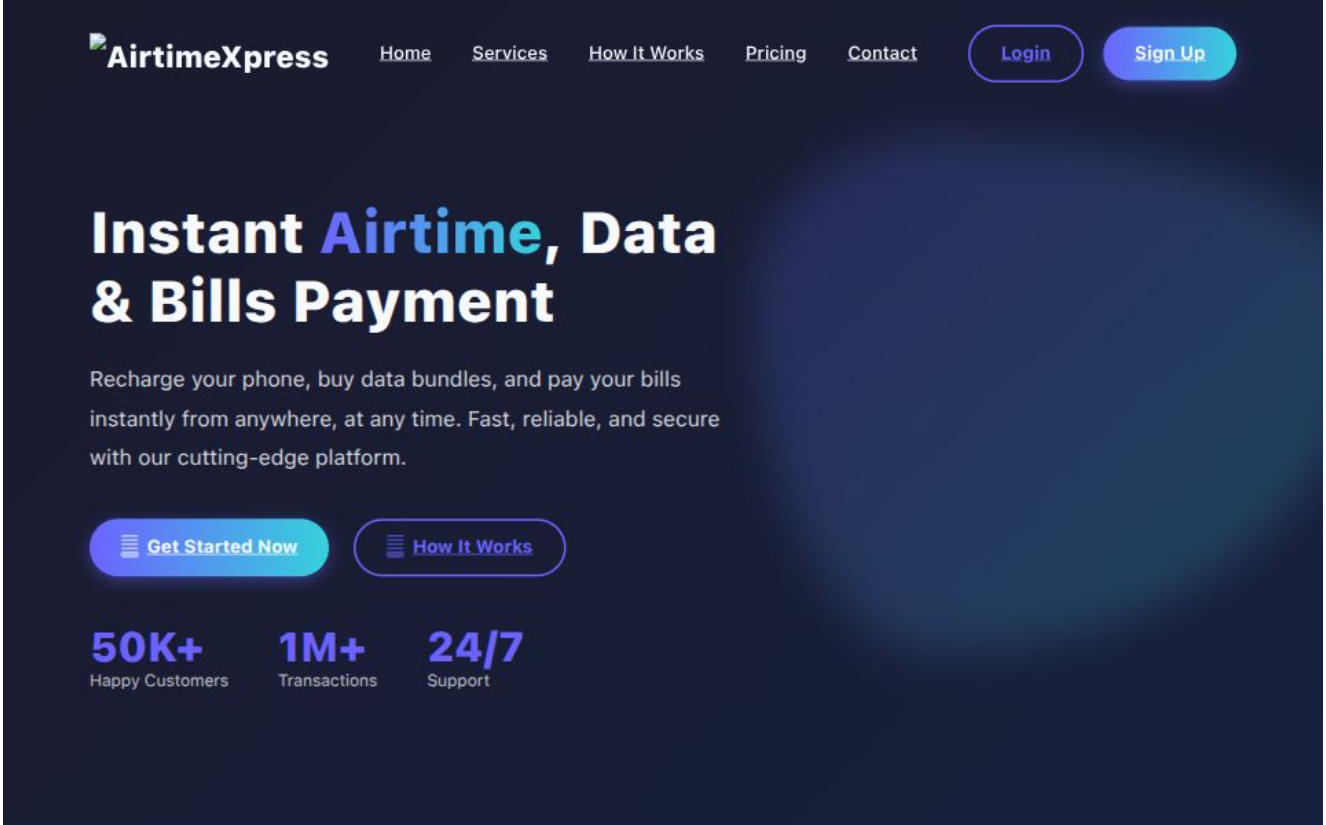 AirtimeXpress
Home
Services
How It Works
Pricing
Contact
Login
Sign Up
Instant Airtime, Data
& Bills Payment
Recharge your phone, buy data bundles, and pay your bills
instantly from anywhere, at any time. Fast, reliable, and secure
with our cutting-edge platform.
Get Started Now
How It Works
50K+
Happy Customers
1M+
Transactions
24/7
Support